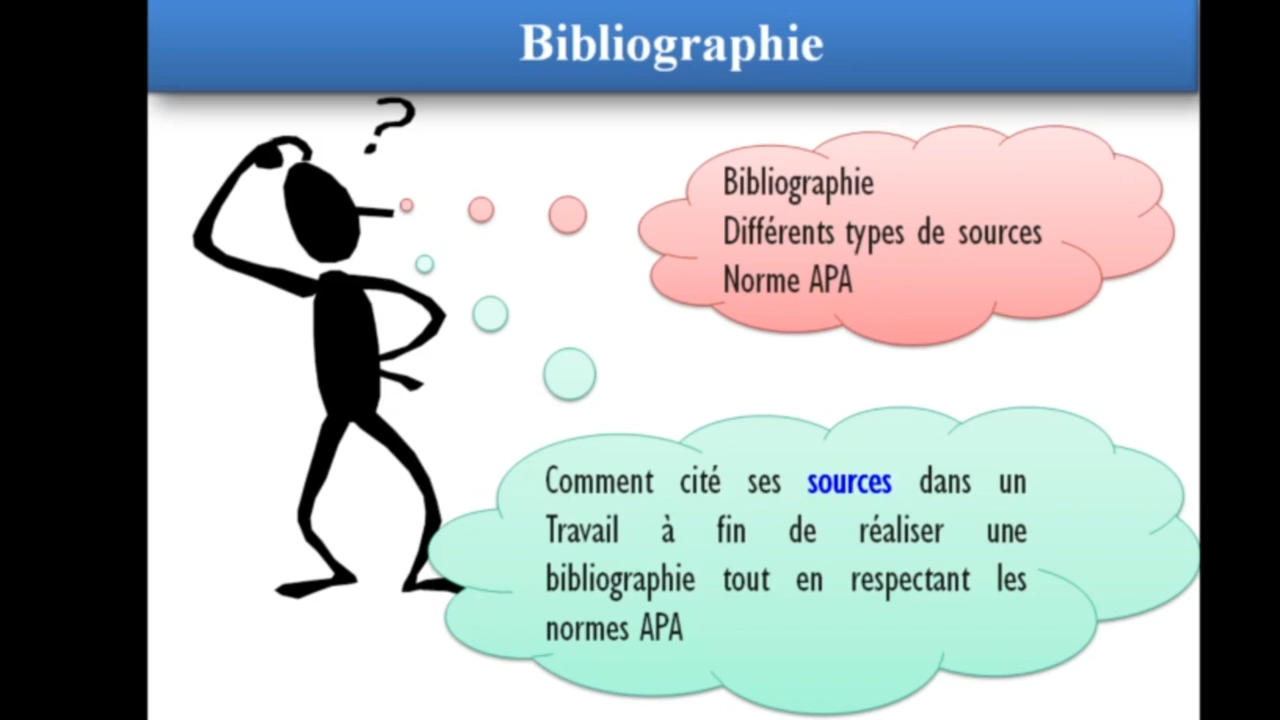 Bibliographie
?
Bibliographie
Différents types de sources
Norme APA
Comment cité ses sources dans un
Travail à fin de réaliser une
bibliographie tout en respectant les
normes APA